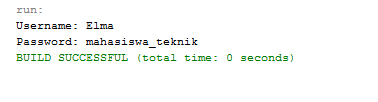 run:
Username: Elma
Password: mahasiswa_teknik
BUILD SUCCESSFUL (total time: 0 seconds)